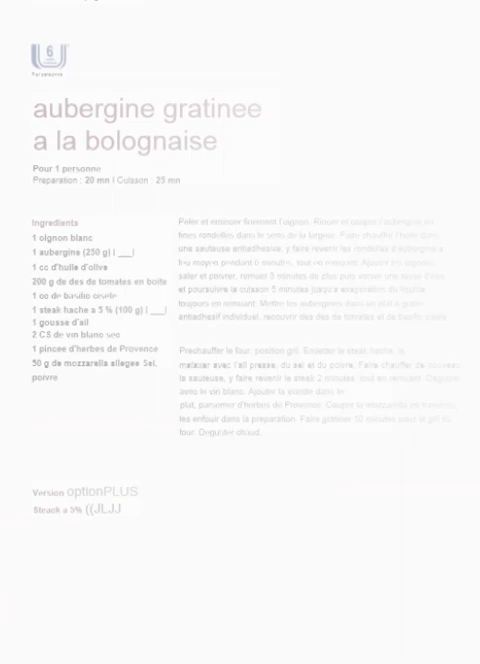 6
Par personne
aubergine gratinee
a la bolognaise
Pour 1 personne
Preparation : 20 mn I Cuisson : 25 mn
Ingredients
1 oignon blanc
1 aubergine (250 g) I ___I
1 cc d'huile d'olive
200 g de des de tomates en boite
1 cc de basilic cisele
1 steak hache a 5 % (100 g) I ___I
1 gousse d'ail
2 CS de vin blanc sec
1 pincee d'herbes de Provence
50 g de mozzarella allegee Sel,
poivre
Peler et emincer finement l'oignon. Rincer et couper l'aubergine en
fines rondelles dans le sens de la largeur. Faire chauffer l'huile dans
une sauteuse antiadhesive, y faire revenir les rondelles d'aubergine a
feu moyen pendant 5 minutes, tout en remuant. Ajouter les oignons,
saler et poivrer, remuer 3 minutes de plus puis verser une
et poursuivre la cuisson 5 minutes jusqu'a evaporation du liquide
toujours en remuant. Mettre les aubergines dans un plat a gratin
antiadhesif individuel, recouvrir des des de tomates et de basilic cisele
Prechauffer le four, position gril. Emietter le steak hache, le
malaxer avec l'ail presse, du sel et du poivre. Faire chauffer de nouveau
la sauteuse, y faire revenir le steak 2 minutes, tout en remuant. Deglacer
avec le vin blanc. Ajouter la viande dans le
plat, parsemer d'herbes de Provence. Couper la mozzarella en
les enfouir dans la preparation. Faire gratiner 10 minutes sous le gril du
four. Deguster chaud.
Version optionPLUS
Steack a 5% ((JLJJ